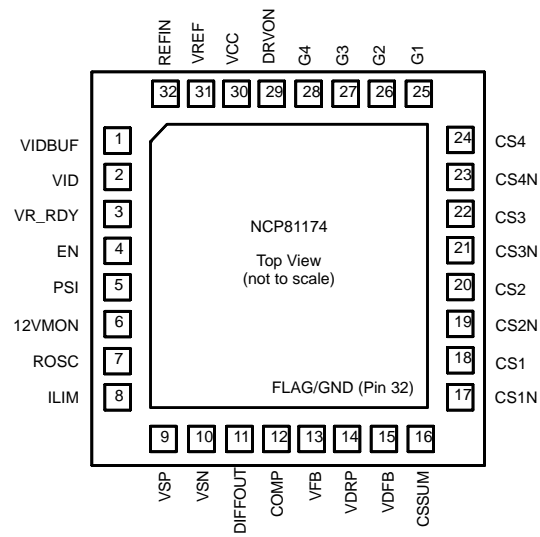 REFIN
VREF
VCC
DRVON
G4
G3
G2
G1
32
31
30
29
28
27
26
25
VIDBUF 1
VID 2
VR_RDY 3
EN 4
PSI 5
12VMON 6
ROSC 7
ILIM 8
24 CS4
23 CS4N
22 CS3
21 CS3N
20 CS2
19 CS2N
18 CS1
17 CS1N
NCP81174
Top View
(not to scale)
FLAG/GND (Pin 32)
9
10
11
12
13
14
15
16
VSP
VSN
DIFFOUT
COMP
VFB
VDRP
VDFB
CSSUM